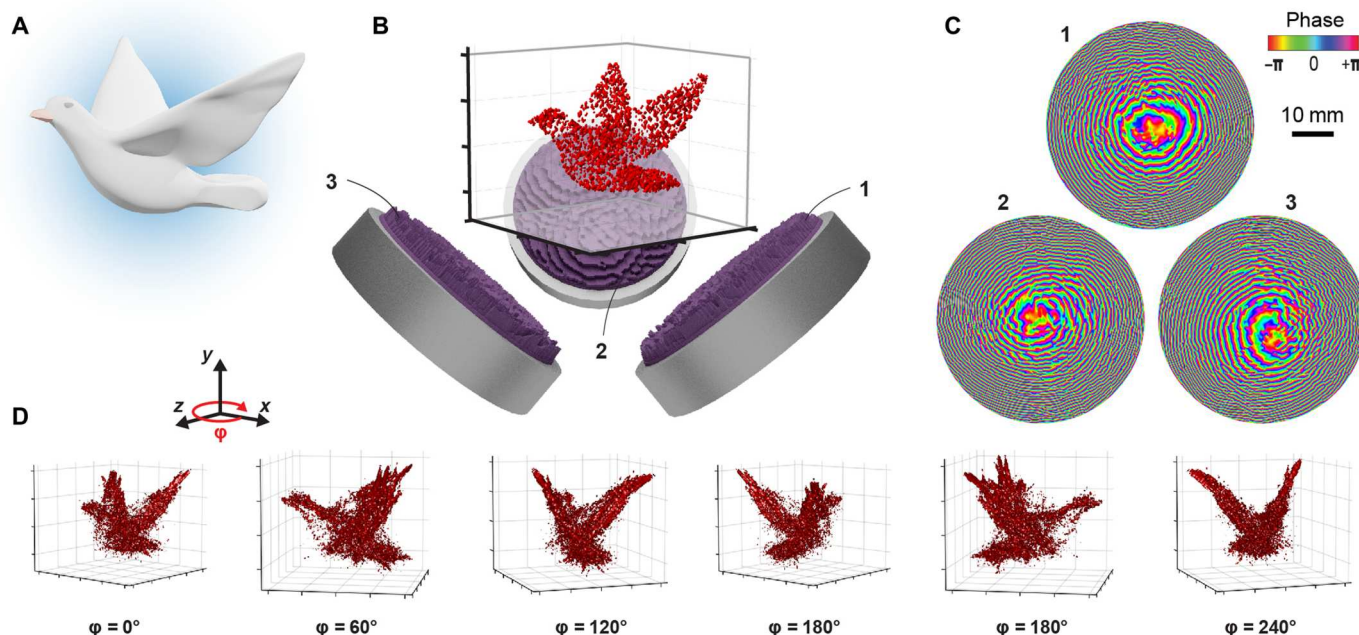 A
B
C
1
Phase
−π 0 +π
10 mm
3
1
2
3
2
y
z
x
φ
D
φ = 0°
φ = 60°
φ = 120°
φ = 180°
φ = 180°
φ = 240°